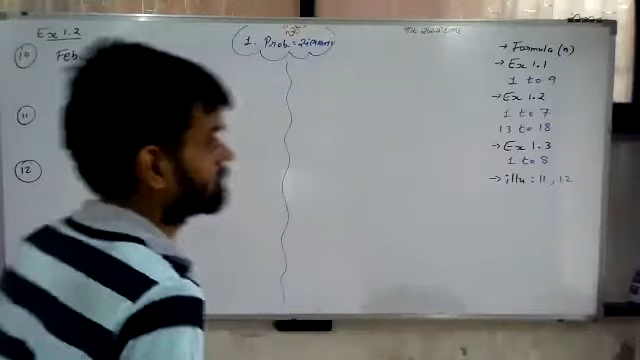 Ex 1.2
10
Feb.
11
12
1. Prob. = સંભાવના
→ Formula (n)
→ Ex 1.1
1 to 9
→ Ex 1.2
1 to 7
13 to 18
→ Ex 1.3
1 to 8
→ illu : 11, 12